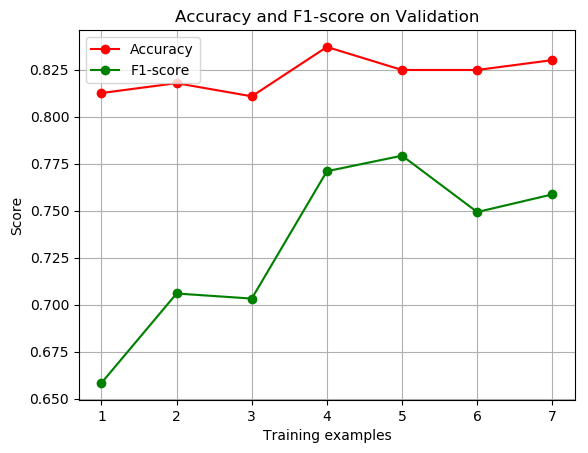 Accuracy and F1-score on Validation
Accuracy
F1-score
0.825
0.800
0.775
0.750
0.725
0.700
0.675
0.650
Score
1 2 3 4 5 6 7
Training examples